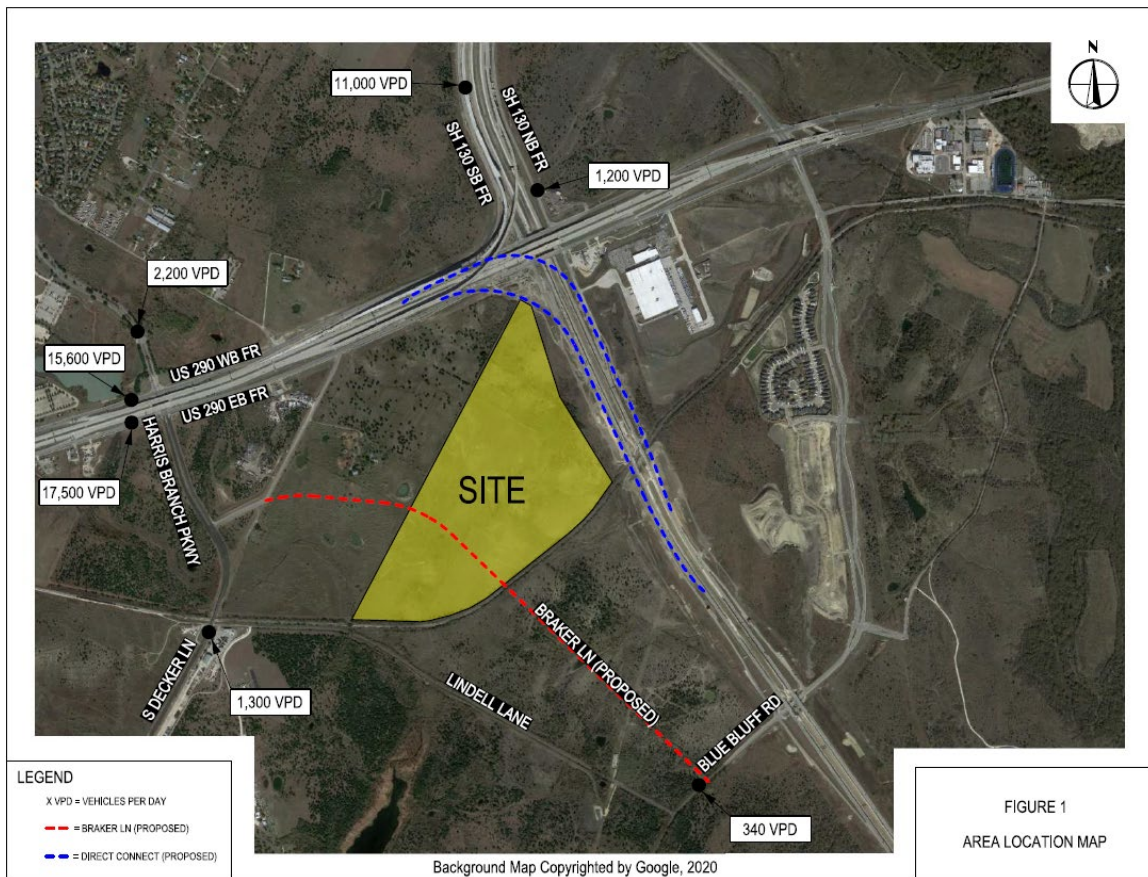 N
11,000 VPD
SH 130 NB FR
SH 130 SB FR
1,200 VPD
2,200 VPD
15,600 VPD
US 290 WB FR
US 290 EB FR
HARRIS BRANCH PKWY
17,500 VPD
SITE
BRAKER LN (PROPOSED)
S DECKER LN
1,300 VPD
LINDELL LANE
BLUE BLUFF RD
340 VPD
LEGEND
X VPD = VEHICLES PER DAY
= BRAKER LN (PROPOSED)
= DIRECT CONNECT (PROPOSED)
FIGURE 1
AREA LOCATION MAP
Background Map Copyrighted by Google, 2020